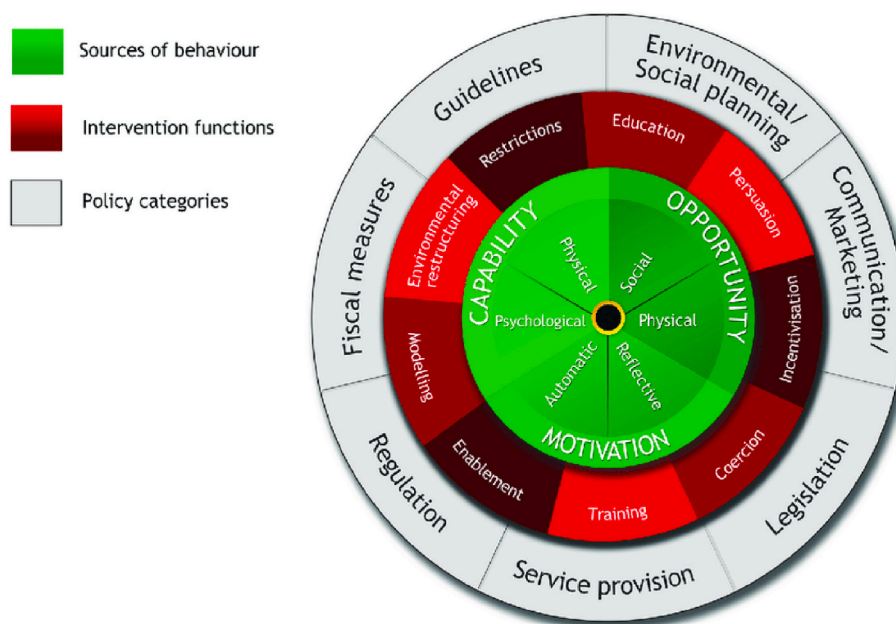 Sources of behaviour
Intervention functions
Policy categories
Guidelines
Environmental/
Social planning
Communication/
Marketing
Legislation
Service provision
Regulation
Fiscal measures
Restrictions
Education
Persuasion
Incentivisation
Coercion
Training
Enablement
Modelling
Environmental
restructuring
CAPABILITY
OPPORTUNITY
MOTIVATION
Physical
Social
Psychological
Physical
Automatic
Reflective